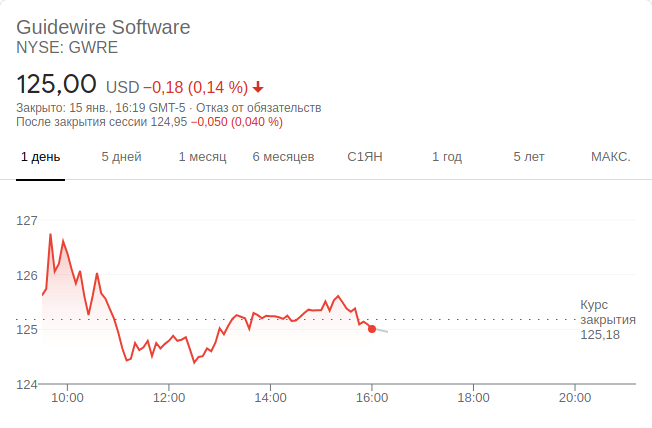 Guidewire Software
NYSE: GWRE
125,00 USD −0,18 (0,14 %)
Закрыто: 15 янв., 16:19 GMT-5 · Отказ от обязательств
После закрытия сессии 124,95 −0,050 (0,040 %)
1 день 5 дней 1 месяц 6 месяцев С1ЯН 1 год 5 лет МАКС.
127
126
Курс
закрытия
125,18
125
124
10:00 12:00 14:00 16:00 18:00 20:00